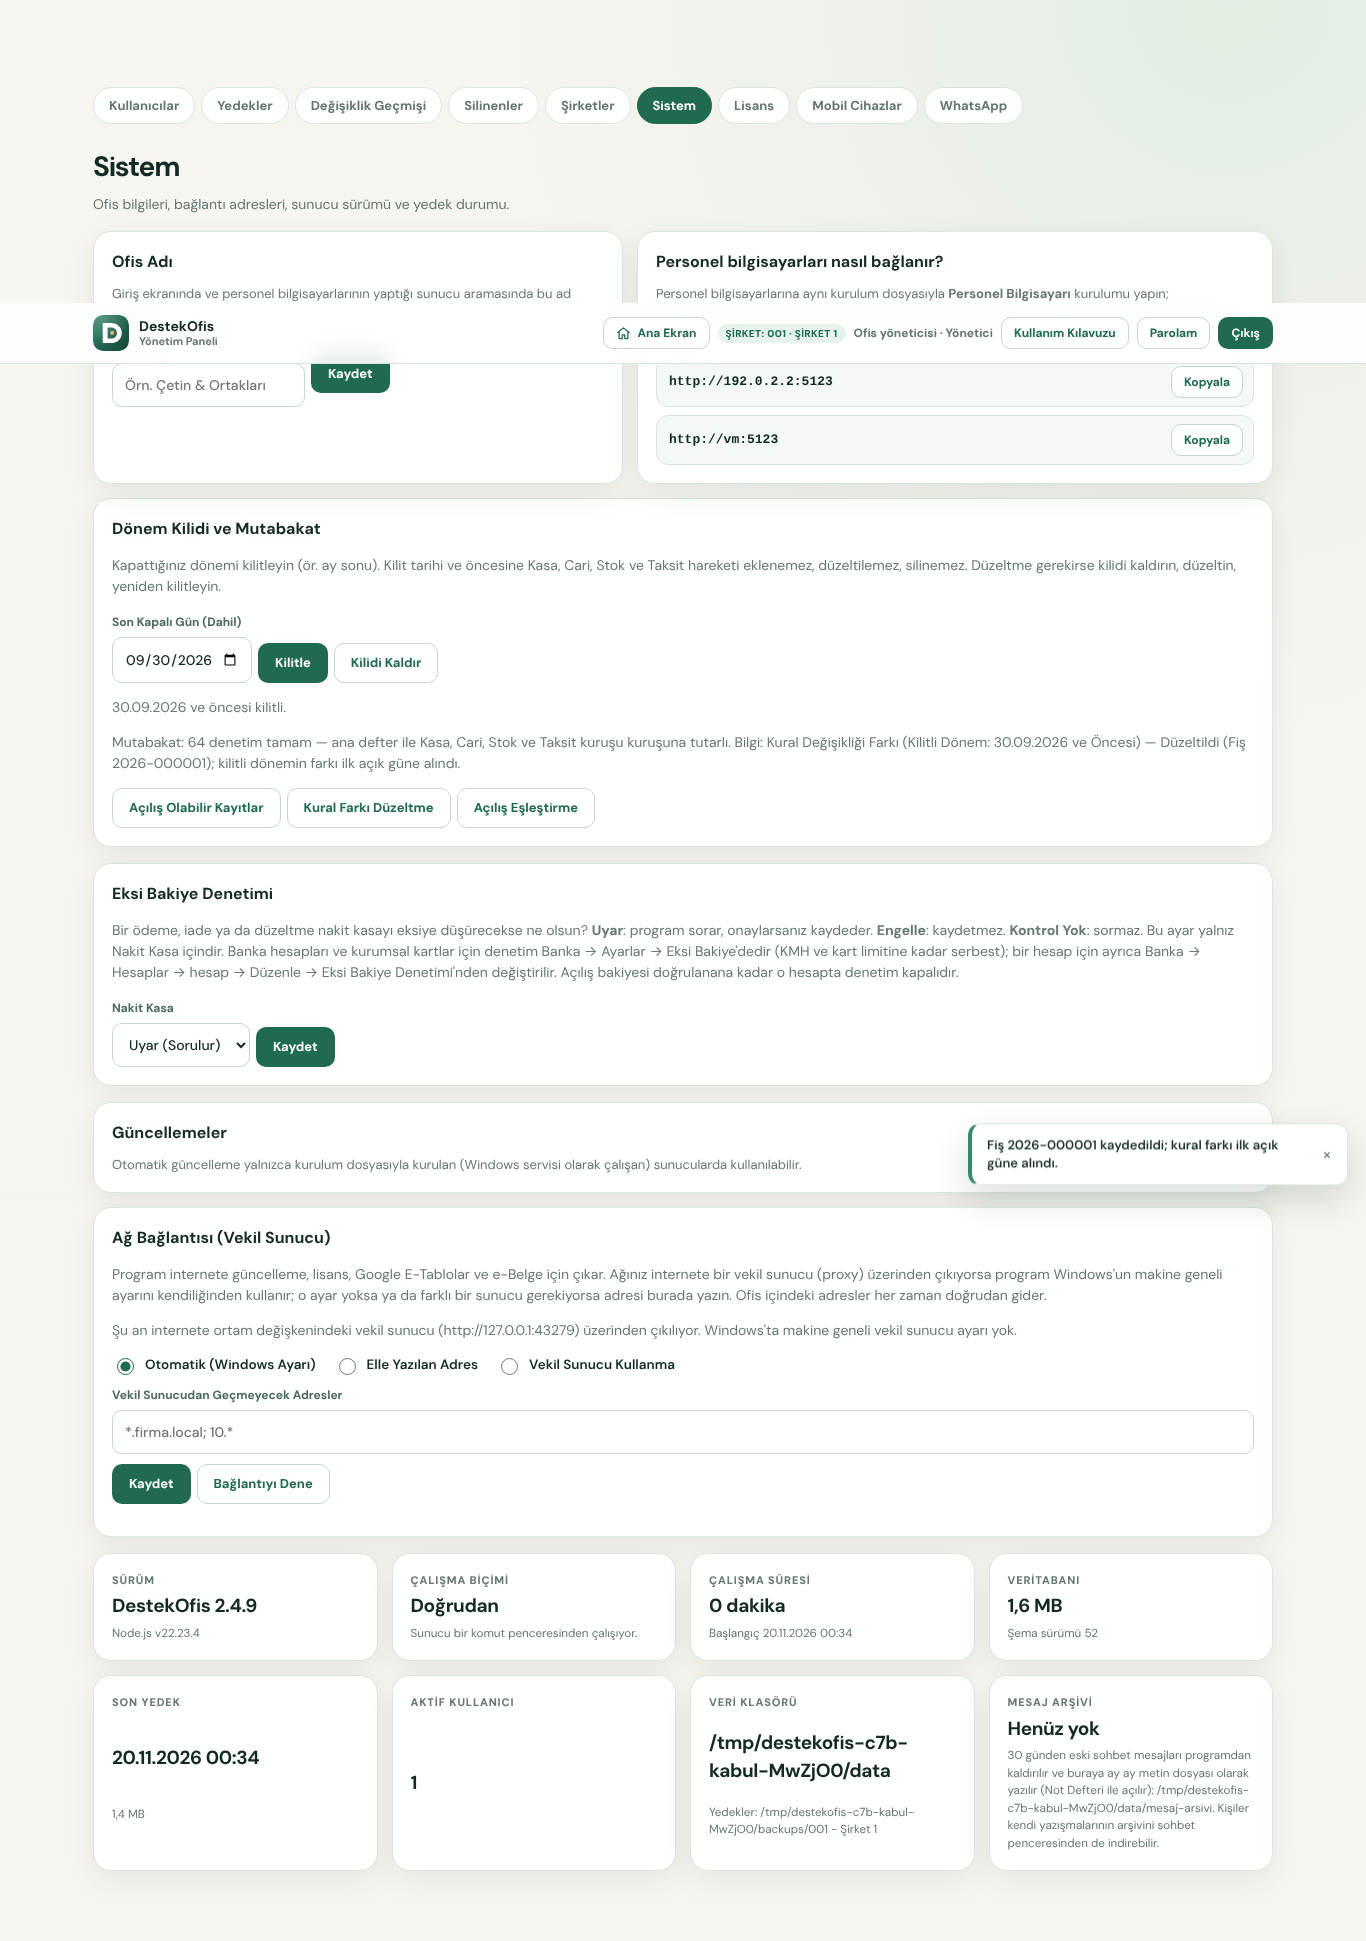 Kullanıcılar
Yedekler
Değişiklik Geçmişi
Silinenler
Şirketler
Sistem
Lisans
Mobil Cihazlar
WhatsApp
Sistem
Ofis bilgileri, bağlantı adresleri, sunucu sürümü ve yedek durumu.
Ofis Adı
Giriş ekranında ve personel bilgisayarlarının yaptığı sunucu aramasında bu ad
Personel bilgisayarları nasıl bağlanır?
Personel bilgisayarlarına aynı kurulum dosyasıyla Personel Bilgisayarı kurulumu yapın;
DestekOfis
Yönetim Paneli
Ana Ekran
ŞİRKET: 001 · ŞİRKET 1
Ofis yöneticisi · Yönetici
Kullanım Kılavuzu
Parolam
Çıkış
Örn. Çetin & Ortakları
Kaydet
http://192.0.2.2:5123
Kopyala
http://vm:5123
Kopyala
Dönem Kilidi ve Mutabakat
Kapattığınız dönemi kilitleyin (ör. ay sonu). Kilit tarihi ve öncesine Kasa, Cari, Stok ve Taksit hareketi eklenemez, düzeltilemez, silinemez. Düzeltme gerekirse kilidi kaldırın, düzeltin,
yeniden kilitleyin.
Son Kapalı Gün (Dahil)
09/30/2026
Kilitle
Kilidi Kaldır
30.09.2026 ve öncesi kilitli.
Mutabakat: 64 denetim tamam — ana defter ile Kasa, Cari, Stok ve Taksit kuruşu kuruşuna tutarlı. Bilgi: Kural Değişikliği Farkı (Kilitli Dönem: 30.09.2026 ve Öncesi) — Düzeltildi (Fiş
2026-000001); kilitli dönemin farkı ilk açık güne alındı.
Açılış Olabilir Kayıtlar
Kural Farkı Düzeltme
Açılış Eşleştirme
Eksi Bakiye Denetimi
Bir ödeme, iade ya da düzeltme nakit kasayı eksiye düşürecekse ne olsun? Uyar: program sorar, onaylarsanız kaydeder. Engelle: kaydetmez. Kontrol Yok: sormaz. Bu ayar yalnız
Nakit Kasa içindir. Banka hesapları ve kurumsal kartlar için denetim Banka → Ayarlar → Eksi Bakiye'dedir (KMH ve kart limitine kadar serbest); bir hesap için ayrıca Banka →
Hesaplar → hesap → Düzenle → Eksi Bakiye Denetimi'nden değiştirilir. Açılış bakiyesi doğrulanana kadar o hesapta denetim kapalıdır.
Nakit Kasa
Uyar (Sorulur)
Kaydet
Güncellemeler
Otomatik güncelleme yalnızca kurulum dosyasıyla kurulan (Windows servisi olarak çalışan) sunucularda kullanılabilir.
Fiş 2026-000001 kaydedildi; kural farkı ilk açık
güne alındı.
×
Ağ Bağlantısı (Vekil Sunucu)
Program internete güncelleme, lisans, Google E-Tablolar ve e-Belge için çıkar. Ağınız internete bir vekil sunucu (proxy) üzerinden çıkıyorsa program Windows'un makine geneli
ayarını kendiliğinden kullanır; o ayar yoksa ya da farklı bir sunucu gerekiyorsa adresi burada yazın. Ofis içindeki adresler her zaman doğrudan gider.
Şu an internete ortam değişkenindeki vekil sunucu (http://127.0.0.1:43279) üzerinden çıkılıyor. Windows'ta makine geneli vekil sunucu ayarı yok.
Otomatik (Windows Ayarı)
Elle Yazılan Adres
Vekil Sunucu Kullanma
Vekil Sunucudan Geçmeyecek Adresler
*.firma.local; 10.*
Kaydet
Bağlantıyı Dene
SÜRÜM
DestekOfis 2.4.9
Node.js v22.23.4
ÇALIŞMA BİÇİMİ
Doğrudan
Sunucu bir komut penceresinden çalışıyor.
ÇALIŞMA SÜRESİ
0 dakika
Başlangıç 20.11.2026 00:34
VERİTABANI
1,6 MB
Şema sürümü 52
SON YEDEK
20.11.2026 00:34
1,4 MB
AKTİF KULLANICI
1
VERİ KLASÖRÜ
/tmp/destekofis-c7b-
kabul-MwZjO0/data
Yedekler: /tmp/destekofis-c7b-kabul-
MwZjO0/backups/001 - Şirket 1
MESAJ ARŞİVİ
Henüz yok
30 günden eski sohbet mesajları programdan
kaldırılır ve buraya ay ay metin dosyası olarak
yazılır (Not Defteri ile açılır): /tmp/destekofis-
c7b-kabul-MwZjO0/data/mesaj-arsivi. Kişiler
kendi yazışmalarının arşivini sohbet
penceresinden de indirebilir.